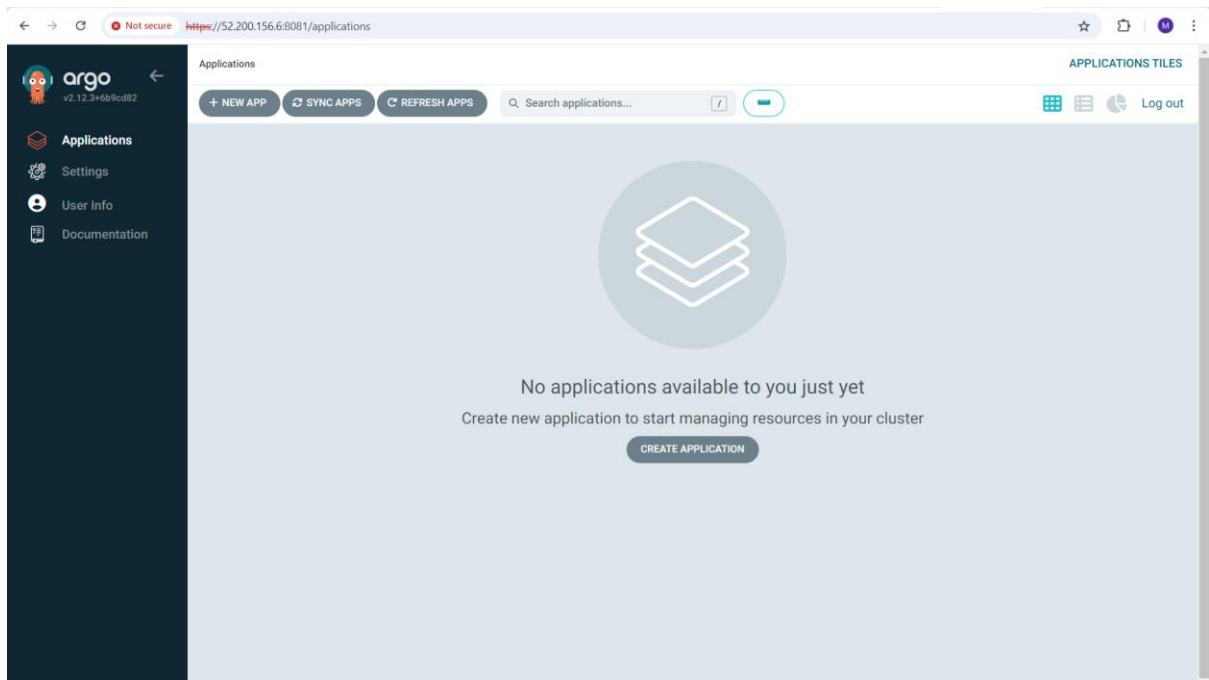 Not secure https://52.200.156.6:8081/applications
M
argo
v2.12.3+6b9cd82
Applications
Settings
User Info
Documentation
Applications
APPLICATIONS TILES
+ NEW APP
SYNC APPS
REFRESH APPS
Search applications...
/
Log out
No applications available to you just yet
Create new application to start managing resources in your cluster
CREATE APPLICATION